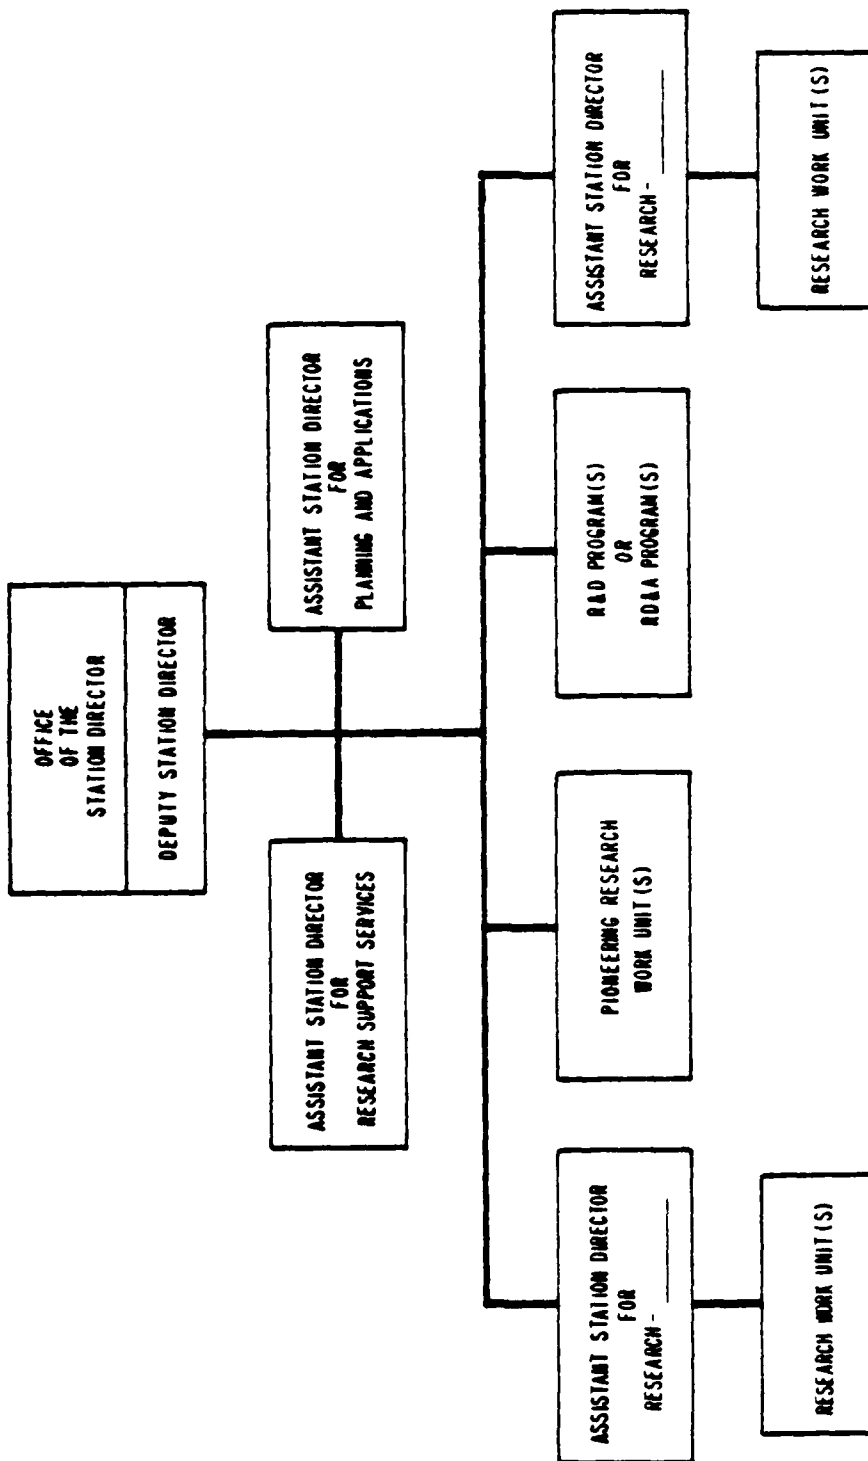 OFFICE
OF THE
STATION DIRECTOR
DEPUTY STATION DIRECTOR
ASSISTANT STATION DIRECTOR
FOR
RESEARCH SUPPORT SERVICES
ASSISTANT STATION DIRECTOR
FOR
PLANNING AND APPLICATIONS
ASSISTANT STATION DIRECTOR
FOR
RESEARCH-________
PIONEERING RESEARCH
WORK UNIT(S)
R&D PROGRAM(S)
OR
RD&A PROGRAM(S)
ASSISTANT STATION DIRECTOR
FOR
RESEARCH-________
RESEARCH WORK UNIT(S)
RESEARCH WORK UNIT(S)